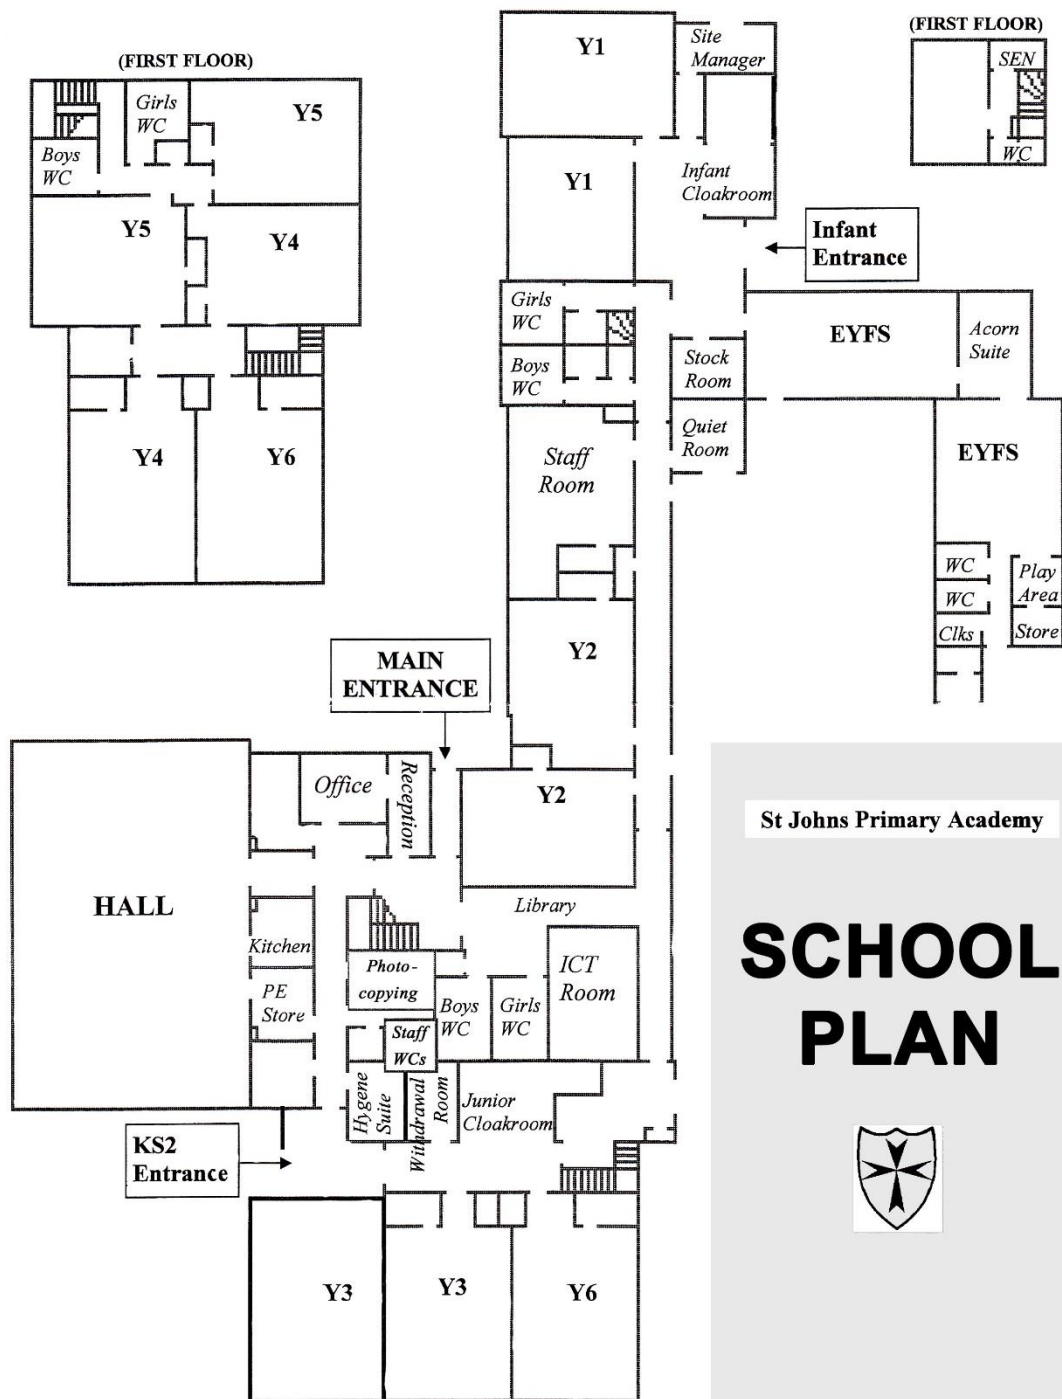 (FIRST FLOOR)
Girls
WC
Y5
Boys
WC
Y5
Y4
Y4
Y6
Y1
Site
Manager
Y1
Infant
Cloakroom
(FIRST FLOOR)
SEN
WC
Infant
Entrance
Girls
WC
Boys
WC
Stock
Room
EYFS
Acorn
Suite
Quiet
Room
EYFS
Staff
Room
WC
WC
Clks
Play
Area
Store
Y2
MAIN
ENTRANCE
Office
Reception
Y2
HALL
Library
Kitchen
PE
Store
Photo-
copying
Boys
WC
Girls
WC
ICT
Room
Staff
WCs
Hygene
Suite
Withdrawal
Room
Junior
Cloakroom
KS2
Entrance
Y3
Y3
Y6
St Johns Primary Academy
SCHOOL
PLAN